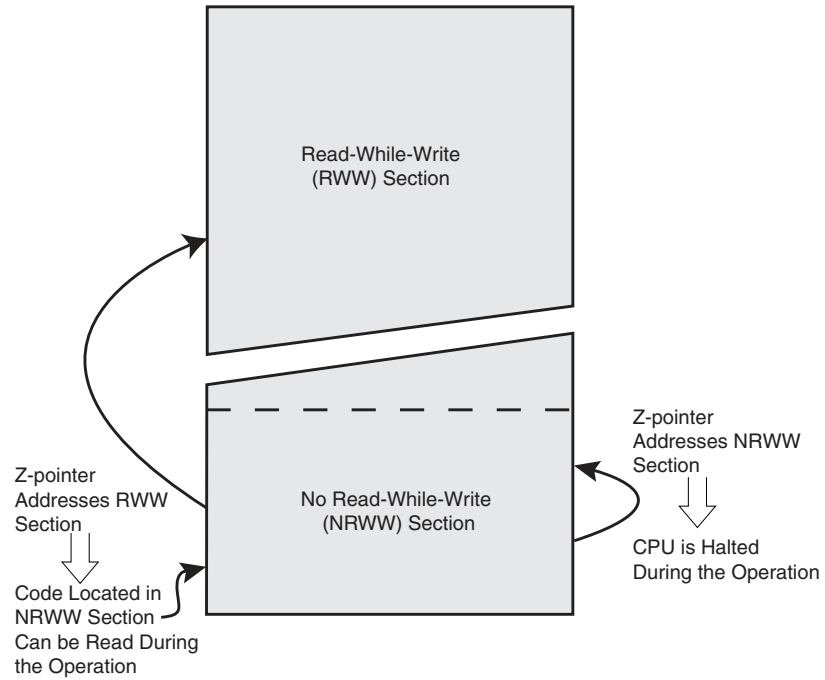 Read-While-Write
(RWW) Section
Z-pointer
Addresses NRWW
Section
Z-pointer
Addresses RWW
Section
No Read-While-Write
(NRWW) Section
CPU is Halted
During the Operation
Code Located in
NRWW Section
Can be Read During
the Operation